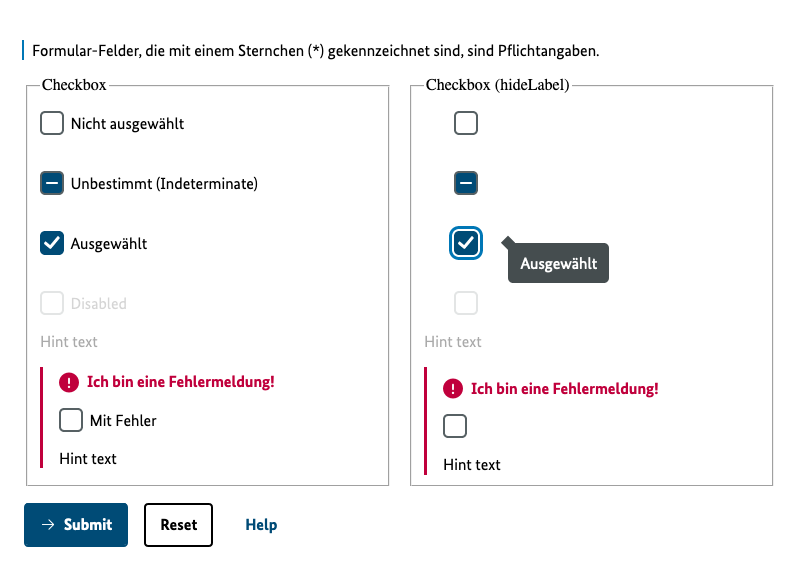 Formular-Felder, die mit einem Sternchen (*) gekennzeichnet sind, sind Pflichtangaben.
Checkbox
Nicht ausgewählt
Unbestimmt (Indeterminate)
Ausgewählt
Disabled
Hint text
Ich bin eine Fehlermeldung!
Mit Fehler
Hint text
Checkbox (hideLabel)
Ausgewählt
Hint text
Ich bin eine Fehlermeldung!
Hint text
Submit
Reset
Help